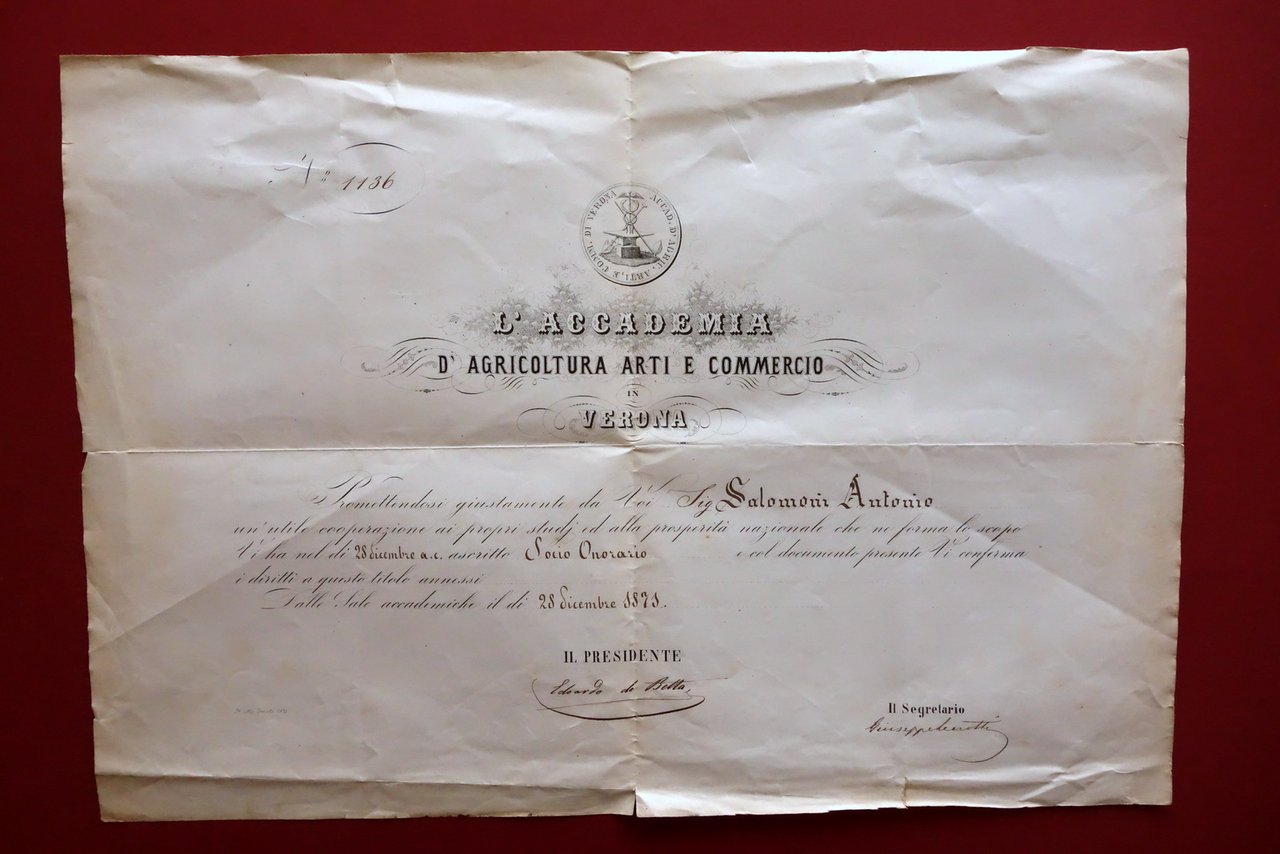 N.o 1136
ACCAD. D'AGRIC. ARTI, E COMM. DI VERONA
L'ACCADEMIA
D'AGRICOLTURA ARTI E COMMERCIO
IN
VERONA
Promettendosi giustamente da Voi Sig Salomoni Antonio
un'utile cooperazione ai propri studj ed alla prosperità nazionale che ne forma lo scopo
Vi ha nel dì 28 dicembre a.c. ascritto Socio Onorario e col documento presente Vi conferma
i diritti a questo titolo annessi
Dalle Sale accademiche il dì 28 dicembre 1871.
IL PRESIDENTE
Edoardo de Betta
Il Segretario
Giuseppe